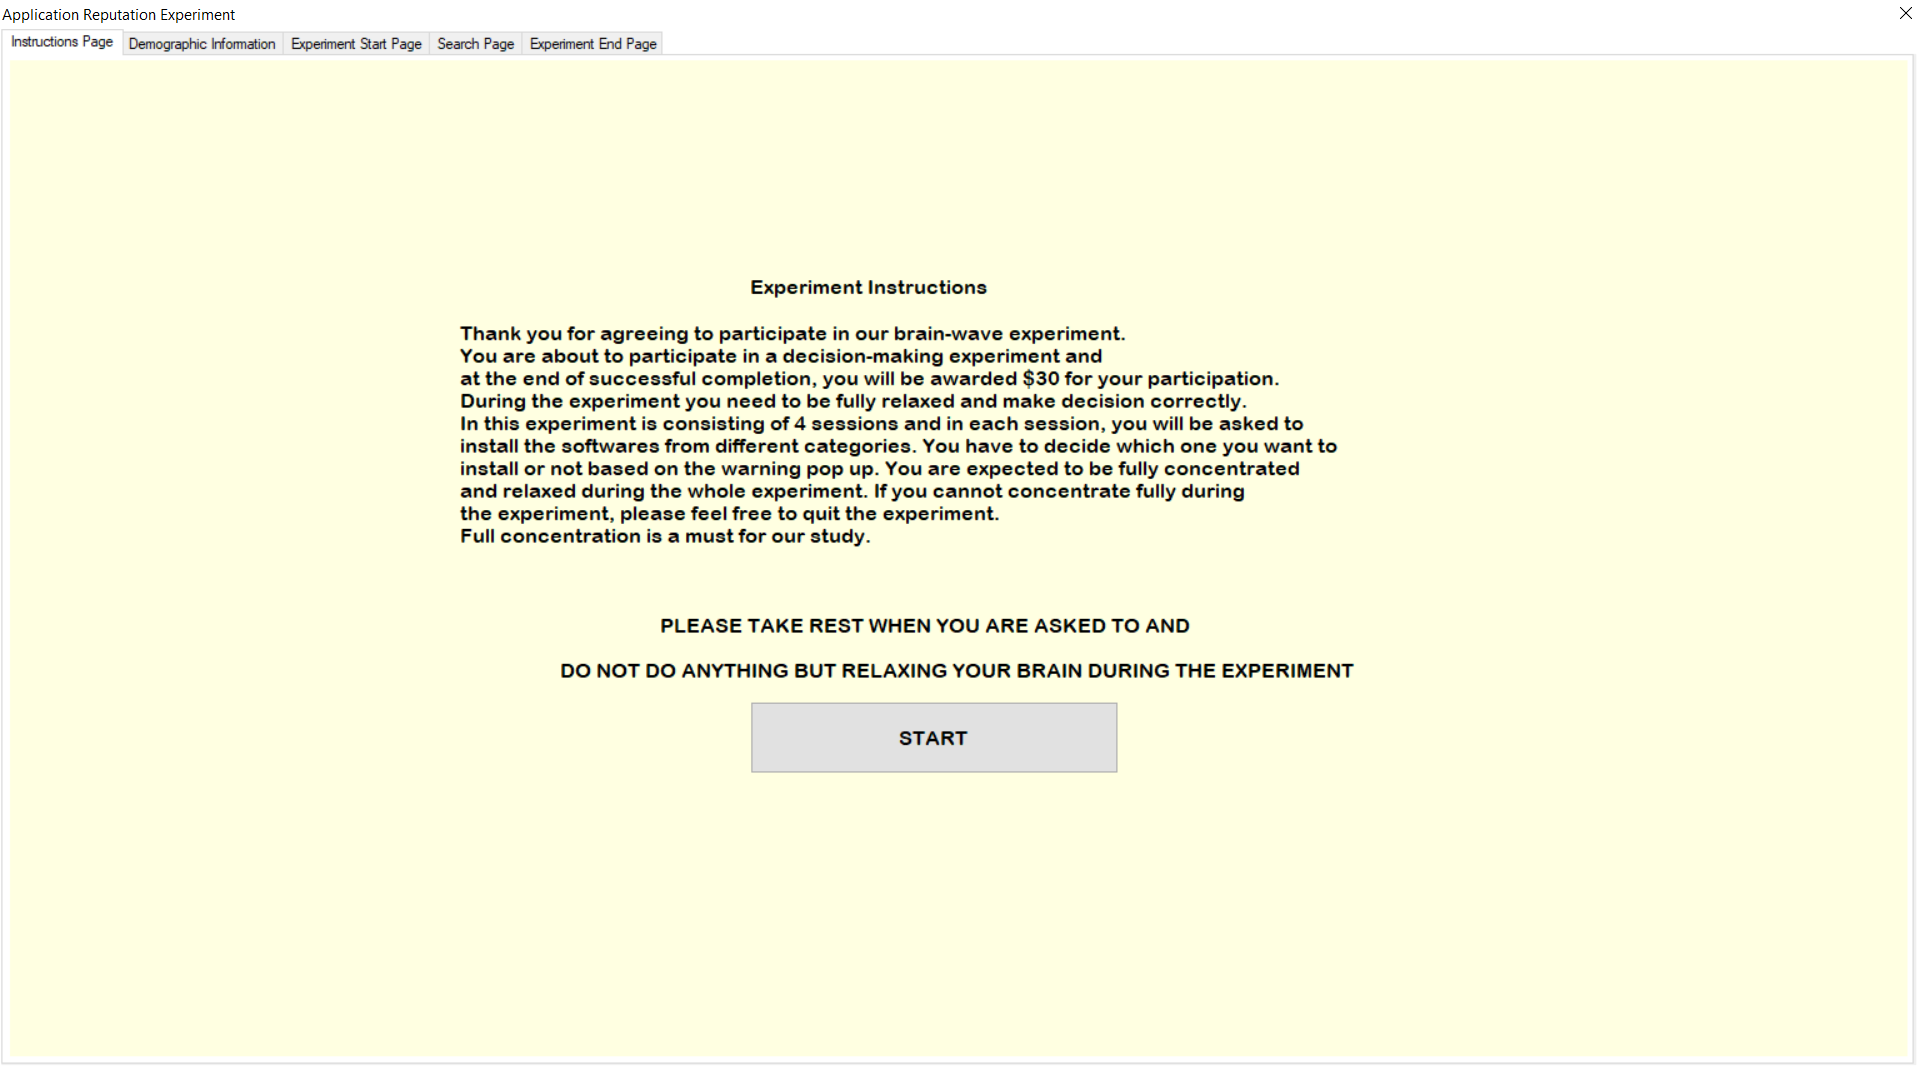 Application Reputation Experiment
Instructions Page Demographic Information Experiment Start Page Search Page Experiment End Page
Experiment Instructions
Thank you for agreeing to participate in our brain-wave experiment.
You are about to participate in a decision-making experiment and
at the end of successful completion, you will be awarded $30 for your participation.
During the experiment you need to be fully relaxed and make decision correctly.
In this experiment is consisting of 4 sessions and in each session, you will be asked to
install the softwares from different categories. You have to decide which one you want to
install or not based on the warning pop up. You are expected to be fully concentrated
and relaxed during the whole experiment. If you cannot concentrate fully during
the experiment, please feel free to quit the experiment.
Full concentration is a must for our study.
PLEASE TAKE REST WHEN YOU ARE ASKED TO AND
DO NOT DO ANYTHING BUT RELAXING YOUR BRAIN DURING THE EXPERIMENT
START